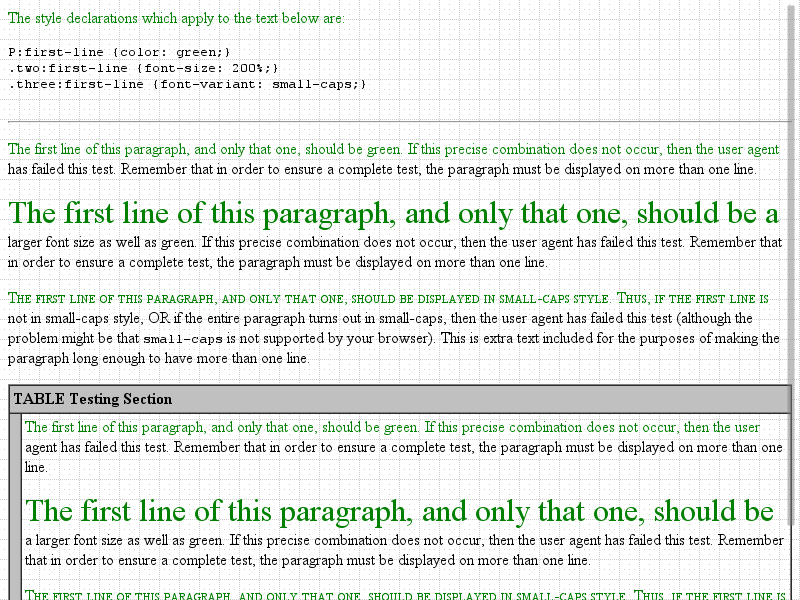 The style declarations which apply to the text below are:
P:first-line {color: green;}
.two:first-line {font-size: 200%;}
.three:first-line {font-variant: small-caps;}
The first line of this paragraph, and only that one, should be green. If this precise combination does not occur, then the user agent
has failed this test. Remember that in order to ensure a complete test, the paragraph must be displayed on more than one line.
The first line of this paragraph, and only that one, should be a
larger font size as well as green. If this precise combination does not occur, then the user agent has failed this test. Remember that
in order to ensure a complete test, the paragraph must be displayed on more than one line.
The first line of this paragraph, and only that one, should be displayed in small-caps style. Thus, if the first line is
not in small-caps style, OR if the entire paragraph turns out in small-caps, then the user agent has failed this test (although the
problem might be that small-caps is not supported by your browser). This is extra text included for the purposes of making the
paragraph long enough to have more than one line.
TABLE Testing Section
The first line of this paragraph, and only that one, should be green. If this precise combination does not occur, then the user
agent has failed this test. Remember that in order to ensure a complete test, the paragraph must be displayed on more than one
line.
The first line of this paragraph, and only that one, should be
a larger font size as well as green. If this precise combination does not occur, then the user agent has failed this test. Remember
that in order to ensure a complete test, the paragraph must be displayed on more than one line.
The first line of this paragraph, and only that one, should be displayed in small-caps style. Thus, if the first line is